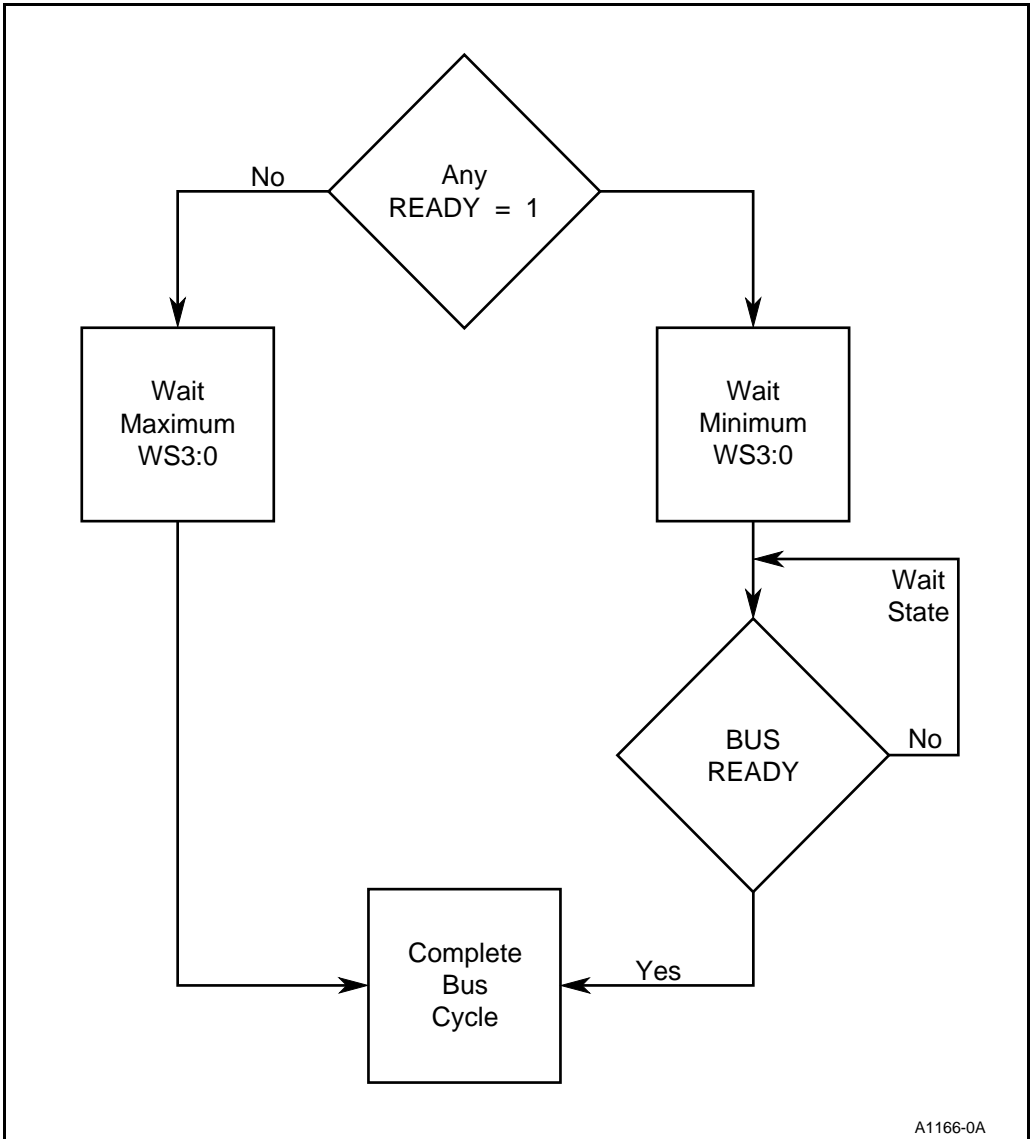 Any
READY = 1
No
Wait
Maximum
WS3:0
Wait
Minimum
WS3:0
Wait
State
BUS
READY
No
Yes
Complete
Bus
Cycle
A1166-0A